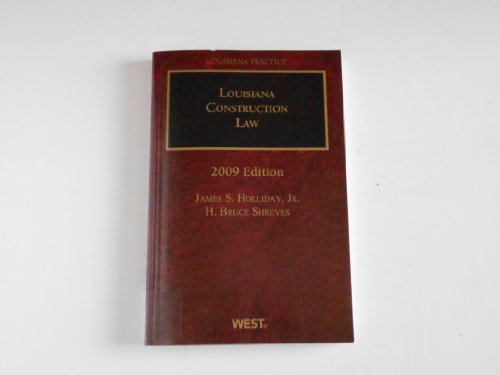 LOUISIANA PRACTICE
LOUISIANA
CONSTRUCTION
LAW
2009 Edition
JAMES S. HOLLIDAY, JR.
H. BRUCE SHREVES
WEST®